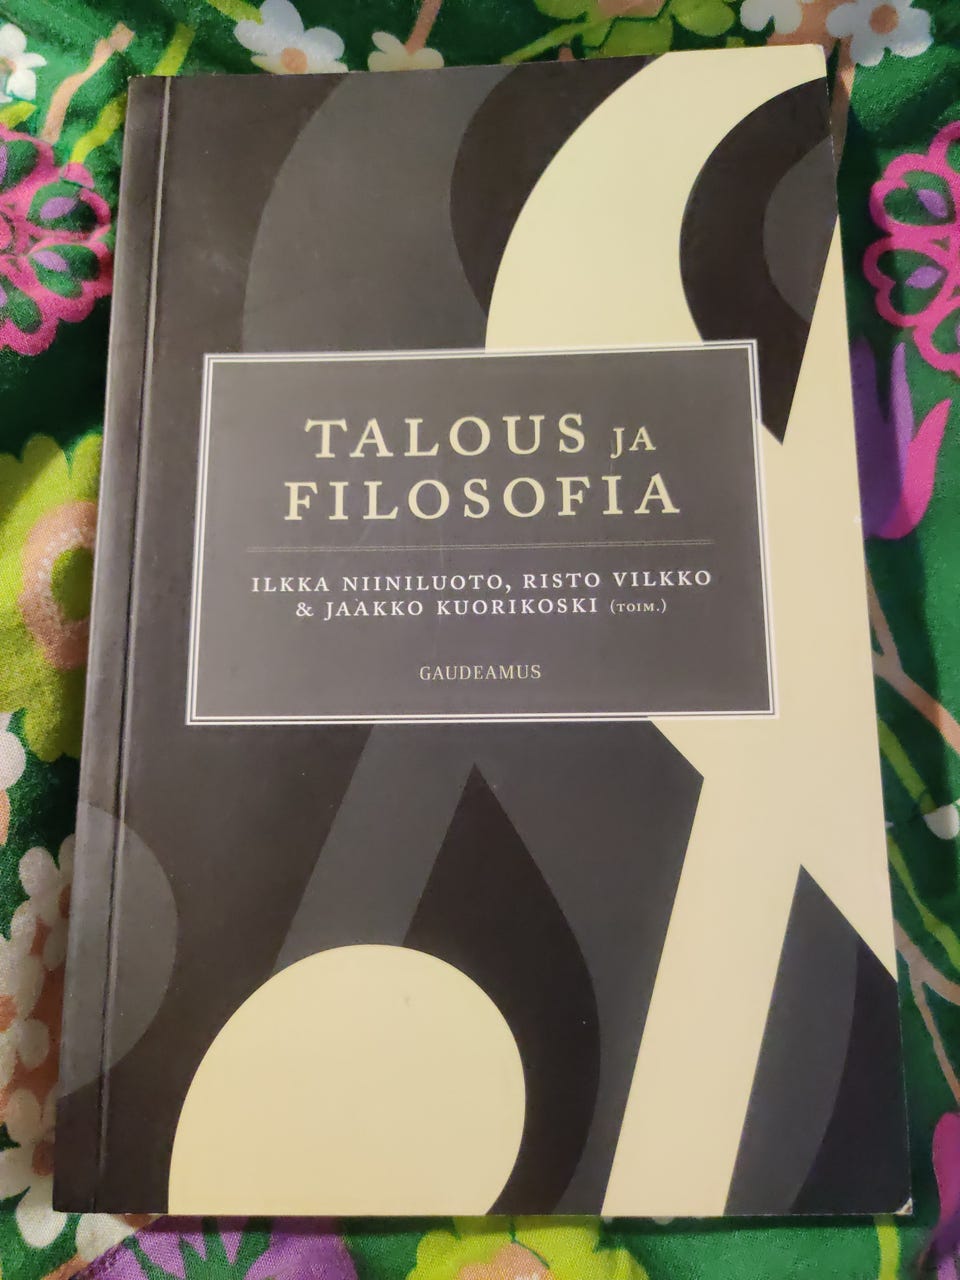 TALOUS JA
FILOSOFIA
ILKKA NIINILUOTO, RISTO VILKKO
& JAAKKO KUORIKOSKI (TOIM.)
GAUDEAMUS